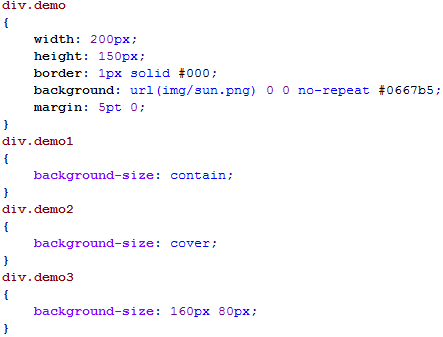 div.demo
{
    width: 200px;
    height: 150px;
    border: 1px solid #000;
    background: url(img/sun.png) 0 0 no-repeat #0667b5;
    margin: 5pt 0;
}
div.demo1
{
    background-size: contain;
}
div.demo2
{
    background-size: cover;
}
div.demo3
{
    background-size: 160px 80px;
}